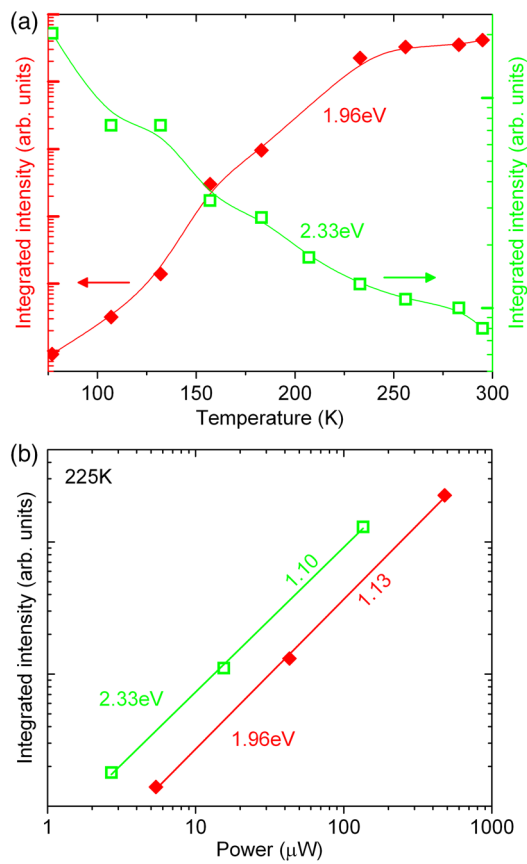 (a)
Integrated intensity (arb. units)
1.96eV
2.33eV
Integrated intensity (arb. units)
100 150 200 250 300
Temperature (K)
(b)
225K
Integrated intensity (arb. units)
1.10
1.13
2.33eV
1.96eV
1 10 100 1000
Power (μW)